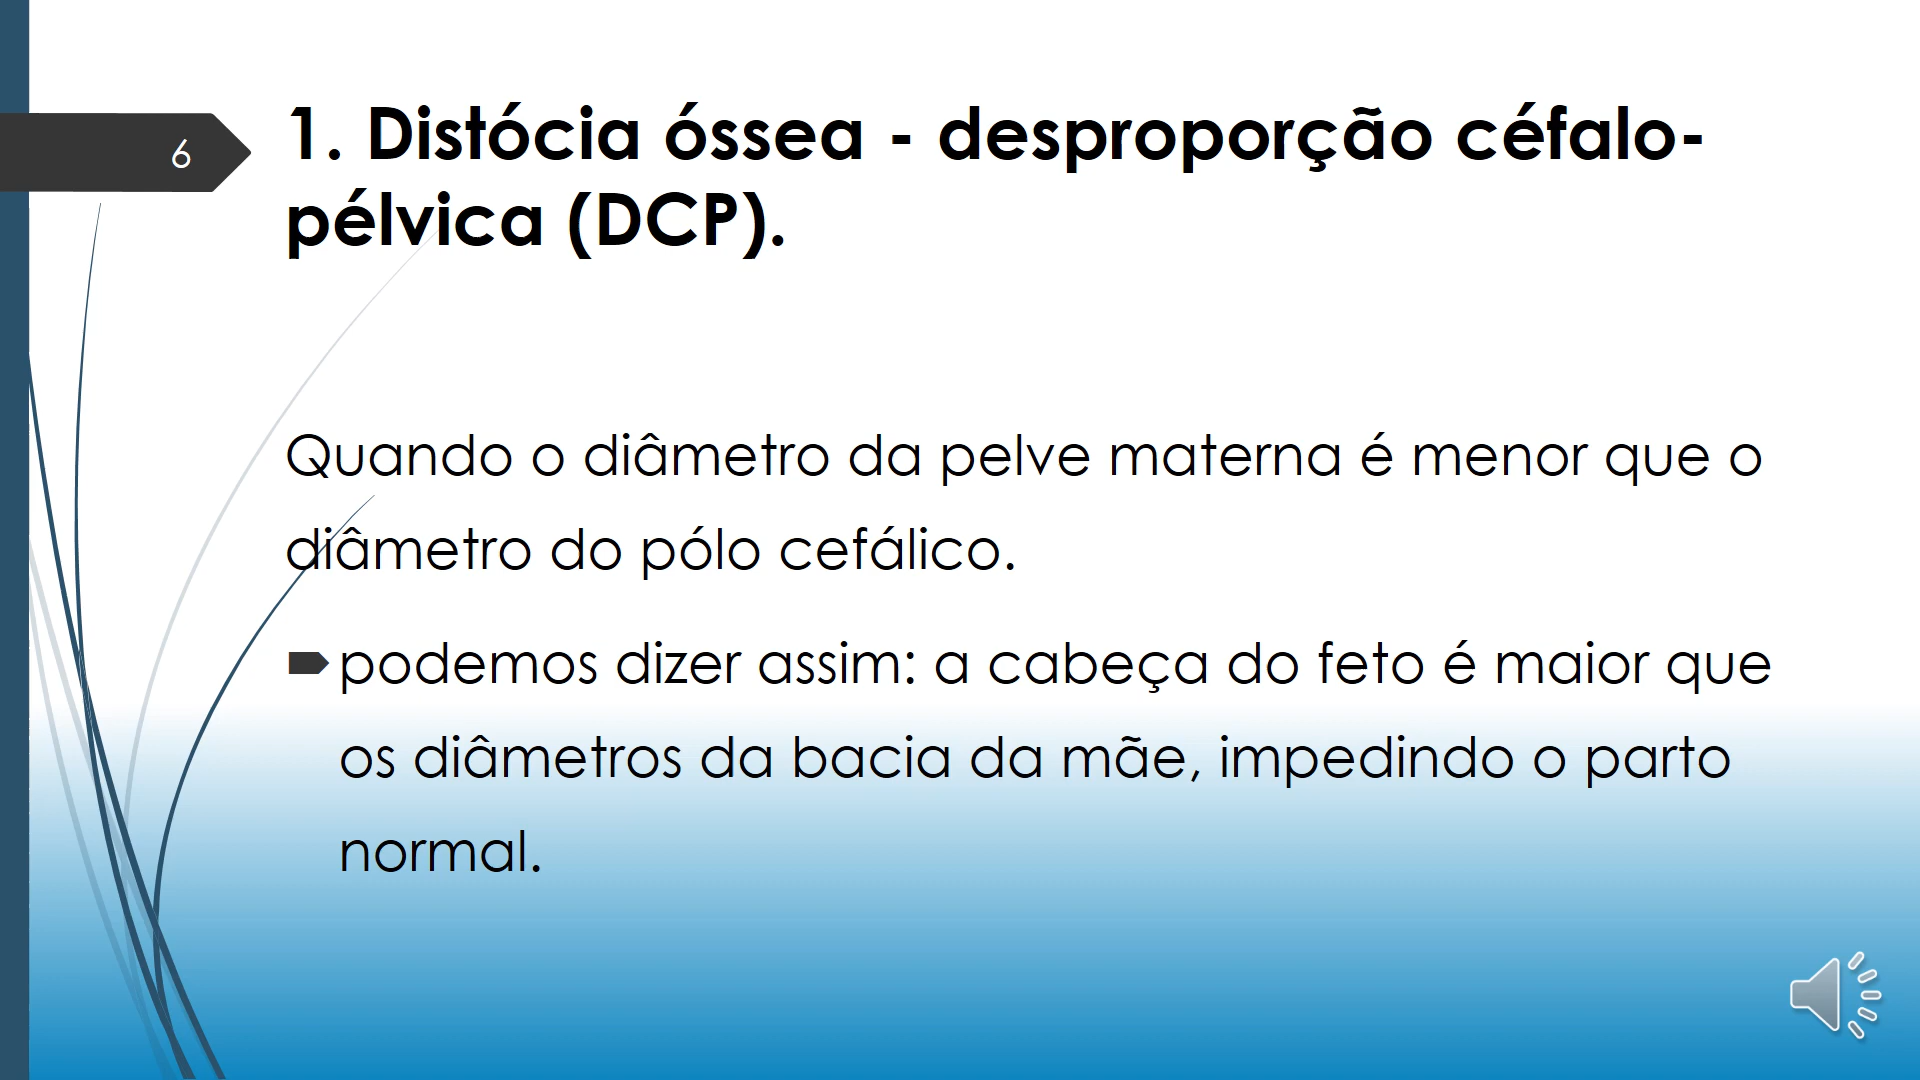 6
1. Distócia óssea - desproporção céfalo-
pélvica (DCP).
Quando o diâmetro da pelve materna é menor que o
diâmetro do pólo cefálico.
podemos dizer assim: a cabeça do feto é maior que
os diâmetros da bacia da mãe, impedindo o parto
normal.